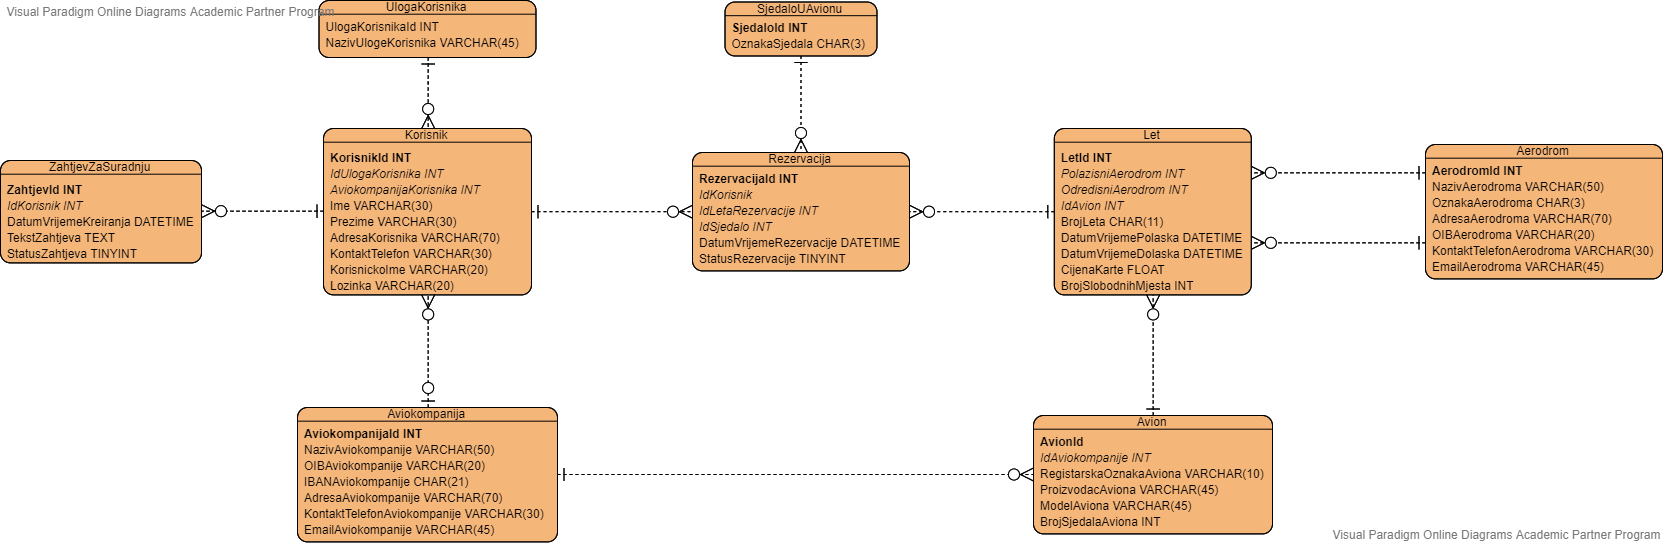 Visual Paradigm Online Diagrams Academic Partner Program
UlogaKorisnika
UlogaKorisnikaId INT
NazivUlogeKorisnika VARCHAR(45)
SjedaloUAvionu
SjedaloId INT
OznakaSjedala CHAR(3)
ZahtjevZaSuradnju
ZahtjevId INT
IdKorisnik INT
DatumVrijemeKreiranja DATETIME
TekstZahtjeva TEXT
StatusZahtjeva TINYINT
Korisnik
KorisnikId INT
IdUlogaKorisnika INT
AviokompanijaKorisnika INT
Ime VARCHAR(30)
Prezime VARCHAR(30)
AdresaKorisnika VARCHAR(70)
KontaktTelefon VARCHAR(30)
KorisnickoIme VARCHAR(20)
Lozinka VARCHAR(20)
Rezervacija
RezervacijaId INT
IdKorisnik
IdLetaRezervacije INT
IdSjedalo INT
DatumVrijemeRezervacije DATETIME
StatusRezervacije TINYINT
Let
LetId INT
PolazisniAerodrom INT
OdredisniAerodrom INT
IdAvion INT
BrojLeta CHAR(11)
DatumVrijemePolaska DATETIME
DatumVrijemeDolaska DATETIME
CijenaKarte FLOAT
BrojSlobodnihMjesta INT
Aerodrom
AerodromId INT
NazivAerodroma VARCHAR(50)
OznakaAerodroma CHAR(3)
AdresaAerodroma VARCHAR(70)
OIBAerodroma VARCHAR(20)
KontaktTelefonAerodroma VARCHAR(30)
EmailAerodroma VARCHAR(45)
Aviokompanija
AviokompanijaId INT
NazivAviokompanije VARCHAR(50)
OIBAviokompanije VARCHAR(20)
IBANAviokompanije CHAR(21)
AdresaAviokompanije VARCHAR(70)
KontaktTelefonAviokompanije VARCHAR(30)
EmailAviokompanije VARCHAR(45)
Avion
AvionId
IdAviokompanije INT
RegistarskaOznakaAviona VARCHAR(10)
ProizvodacAviona VARCHAR(45)
ModelAviona VARCHAR(45)
BrojSjedalaAviona INT
Visual Paradigm Online Diagrams Academic Partner Program